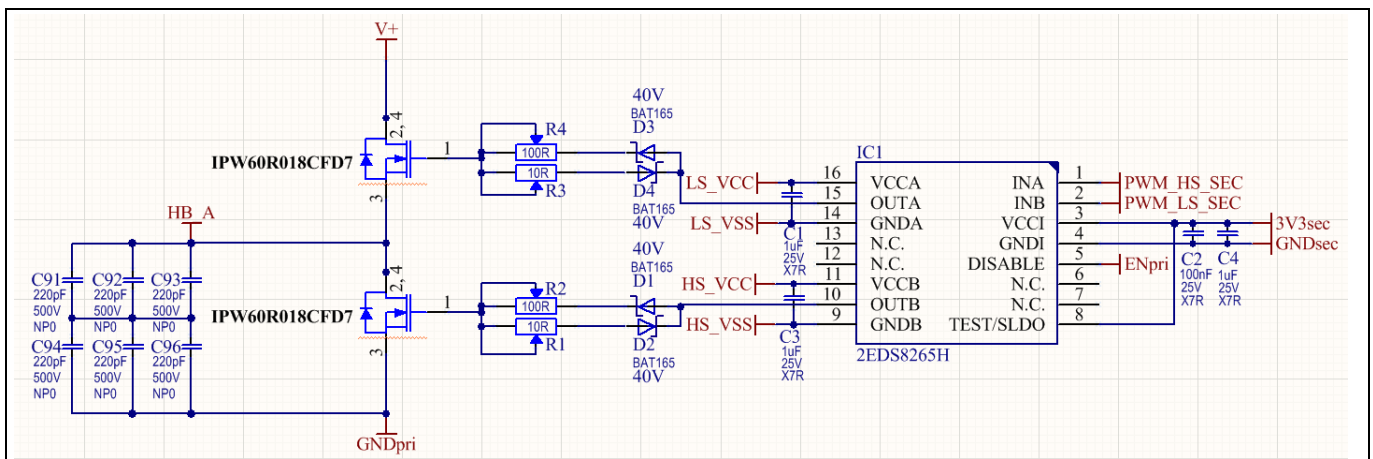 V+
2, 4
IPW60R018CFD7
1
3
R4
100R
10R
R3
40V
BAT165
D3
D4
BAT165
40V
HB_A
C91
220pF
500V
NP0
C92
220pF
500V
NP0
C93
220pF
500V
NP0
C94
220pF
500V
NP0
C95
220pF
500V
NP0
C96
220pF
500V
NP0
2, 4
IPW60R018CFD7
1
3
GNDpri
R2
100R
10R
R1
40V
BAT165
D1
D2
BAT165
40V
LS_VCC
LS_VSS
C1
1uF
25V
X7R
HS_VCC
HS_VSS
C3
1uF
25V
X7R
IC1
16 VCCA INA 1 PWM_HS_SEC
15 OUTA INB 2 PWM_LS_SEC
14 GNDA VCCI 3 3V3sec
13 N.C. GNDI 4 GNDsec
12 N.C. DISABLE 5 ENpri
11 VCCB N.C. 6
10 OUTB N.C. 7
9 GNDB TEST/SLDO 8
2EDS8265H
C2
100nF
25V
X7R
C4
1uF
25V
X7R